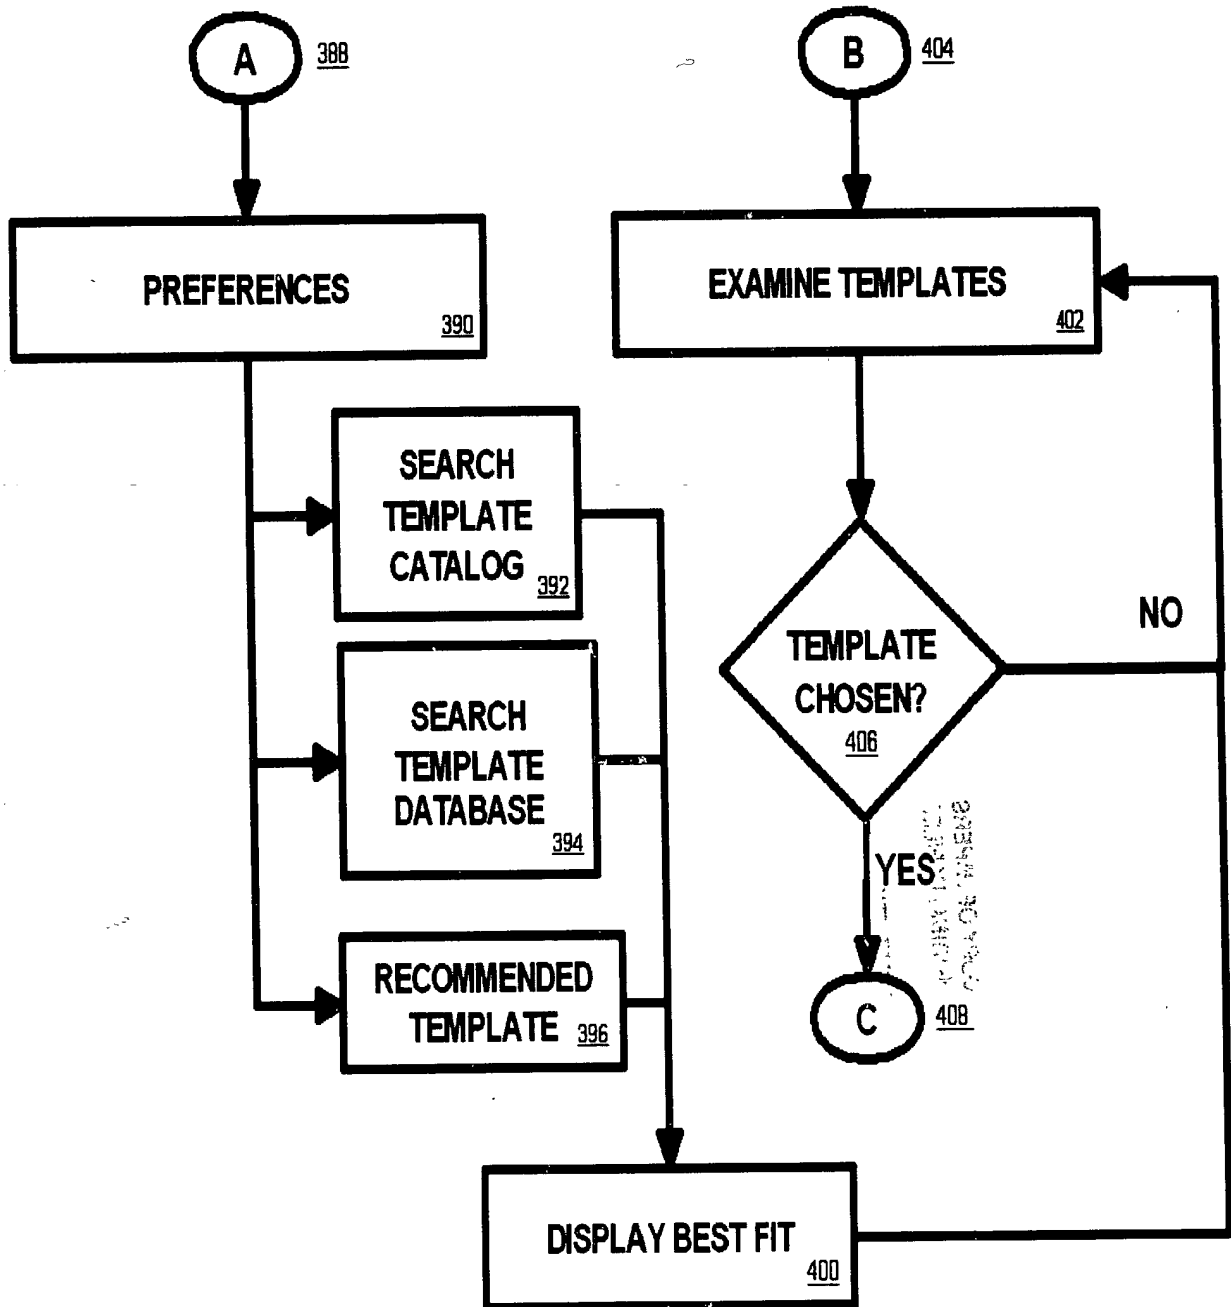 A 388
PREFERENCES
390
SEARCH
TEMPLATE
CATALOG
392
SEARCH
TEMPLATE
DATABASE
394
RECOMMENDED
TEMPLATE 396
DISPLAY BEST FIT
400
B 404
EXAMINE TEMPLATES
402
TEMPLATE
CHOSEN?
406
NO
YES
C 408